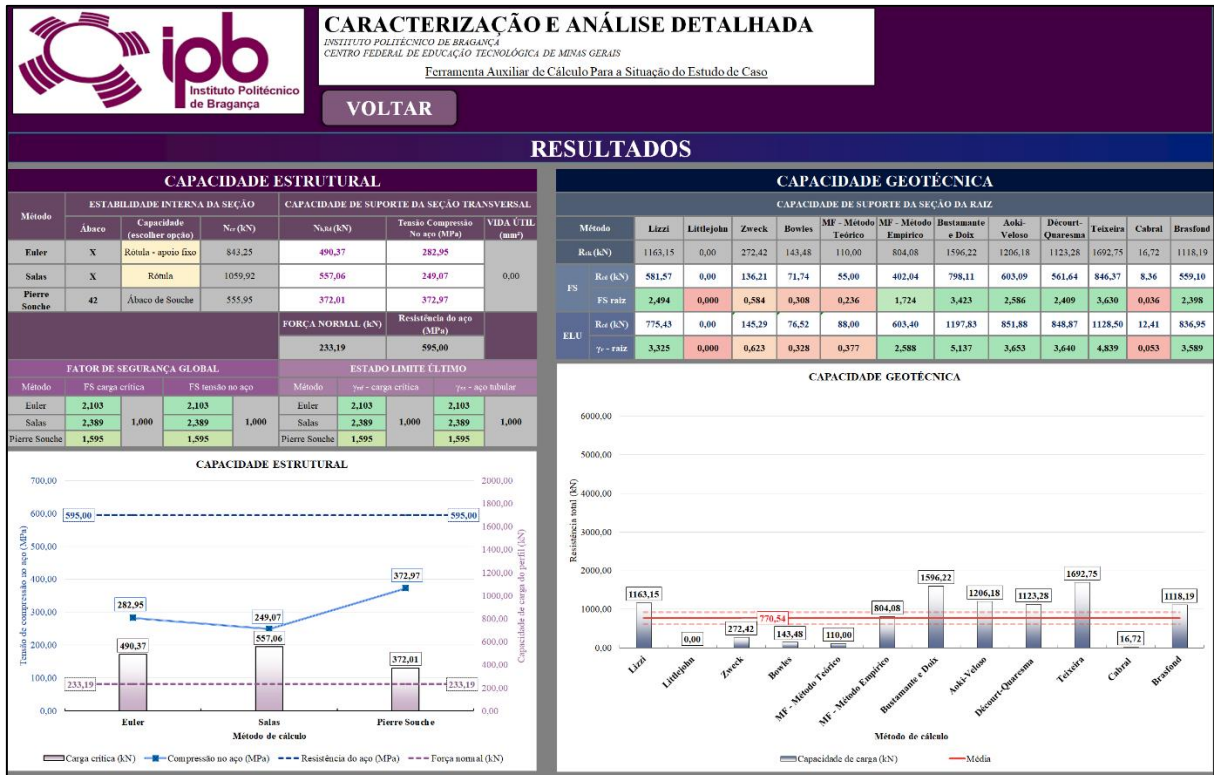 ipb
Instituto Politécnico
de Bragança
CARACTERIZAÇÃO E ANÁLISE DETALHADA
INSTITUTO POLITÉCNICO DE BRAGANÇA
CENTRO FEDERAL DE EDUCAÇÃO TECNOLÓGICA DE MINAS GERAIS
Ferramenta Auxiliar de Cálculo Para a Situação do Estudo de Caso
VOLTAR
RESULTADOS
CAPACIDADE ESTRUTURAL
Método ESTABILIDADE INTERNA DA SEÇÃO CAPACIDADE DE SUPORTE DA SEÇÃO TRANSVERSAL
Ábaco Capacidade (escolher opção) Ncr (kN) Nb,Rd (kN) Tensão Compressão No aço (MPa) VIDA ÚTIL (mm²)
Euler X Rótula - apoio fixo 843,25 490,37 282,95
Salas X Rótula 1059,92 557,06 249,07 0,00
Pierre Souche 42 Ábaco de Souche 555,95 372,01 372,97
FORÇA NORMAL (kN) Resistência do aço (MPa)
233,19 595,00
FATOR DE SEGURANÇA GLOBAL ESTADO LIMITE ÚLTIMO
Método FS carga crítica FS tensão no aço Método - carga crítica - aço tubular
Euler 2,103 2,103 Euler 2,103 2,103
Salas 2,389 1,000 2,389 1,000 Salas 2,389 1,000 2,389 1,000
Pierre Souche 1,595 1,595 Pierre Souche 1,595 1,595
CAPACIDADE ESTRUTURAL
Tensão de compressão no aço (MPa)
700,00
600,00
500,00
400,00
300,00
200,00
100,00
0,00
595,00 595,00
372,97
282,95
249,07
490,37
557,06
372,01
233,19 233,19
2000,00
1800,00
1600,00
1400,00
1200,00
1000,00
800,00
600,00
400,00
200,00
0,00
Capacidade de carga do perfil (kN)
Euler Salas Pierre Souche
Método de cálculo
Carga crítica (kN) Compressão no aço (MPa) Resistência do aço (MPa) Força normal (kN)
CAPACIDADE GEOTÉCNICA
CAPACIDADE DE SUPORTE DA SEÇÃO DA RAIZ
Método Lizzi Littlejohn Zweck Bowles MF - Método Teórico MF - Método Empírico Bustamante e Doix Aoki-Veloso Décourt-Quaresma Teixeira Cabral Brasfond
Rtk (kN) 1163,15 0,00 272,42 143,48 110,00 804,08 1596,22 1206,18 1123,28 1692,75 16,72 1118,19
FS Rtd (kN) 581,57 0,00 136,21 71,74 55,00 402,04 798,11 603,09 561,64 846,37 8,36 559,10
FS raiz 2,494 0,000 0,584 0,308 0,236 1,724 3,423 2,586 2,409 3,630 0,036 2,398
ELU Rtd (kN) 775,43 0,00 145,29 76,52 88,00 603,40 1197,83 851,88 848,87 1128,50 12,41 836,95
- raiz 3,325 0,000 0,623 0,328 0,377 2,588 5,137 3,653 3,640 4,839 0,053 3,589
CAPACIDADE GEOTÉCNICA
Resistência total (kN)
6000,00
5000,00
4000,00
3000,00
2000,00
1000,00
0,00
1163,15
0,00
272,42
143,48
110,00
804,08
1596,22
1206,18
1123,28
1692,75
16,72
1118,19
770,54
Lizzi
Littlejohn
Zweck
Bowles
MF - Método Teórico
MF - Método Empírico
Bustamante e Doix
Aoki-Veloso
Décourt-Quaresma
Teixeira
Cabral
Brasfond
Método de cálculo
Capacidade de carga (kN) Média